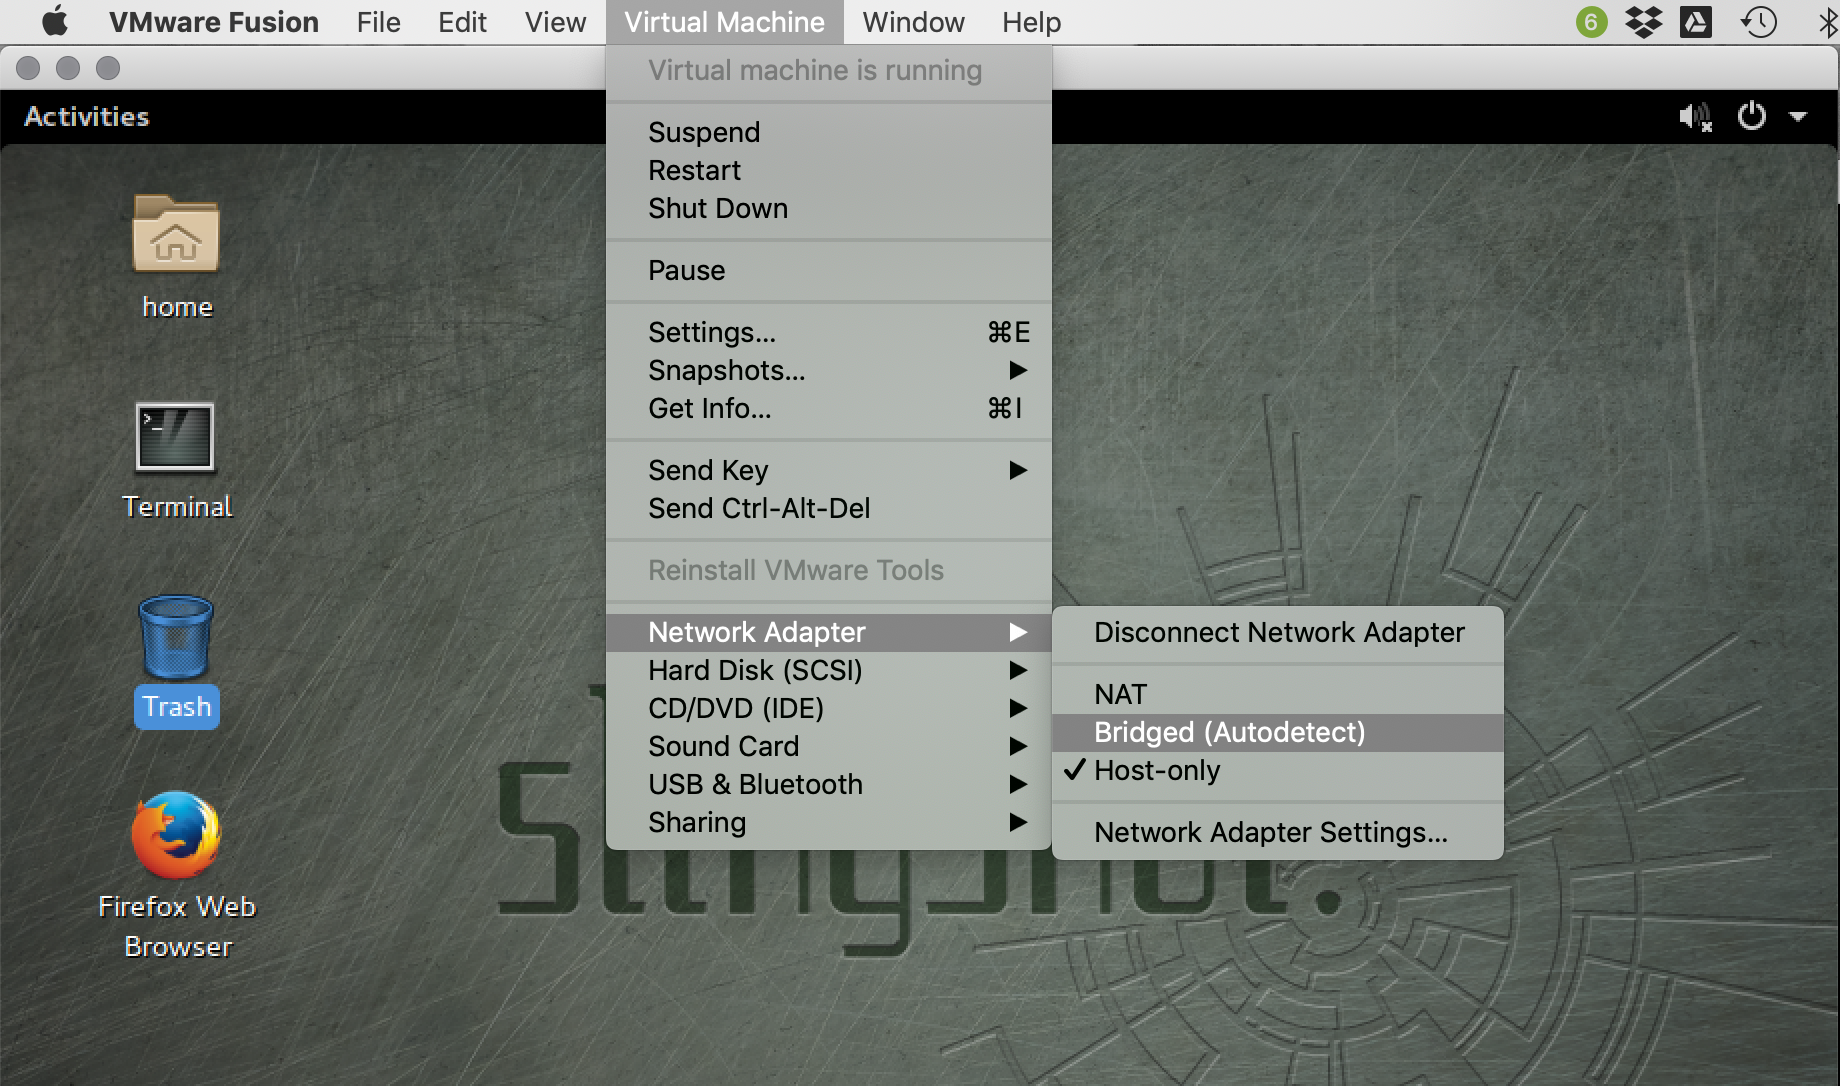 VMware Fusion File Edit View Virtual Machine Window Help 6
Activities
Virtual machine is running
Suspend
Restart
Shut Down
Pause
Settings... ⌘E
Snapshots...
Get Info... ⌘I
Send Key
Send Ctrl-Alt-Del
Reinstall VMware Tools
Network Adapter
Hard Disk (SCSI)
CD/DVD (IDE)
Sound Card
USB & Bluetooth
Sharing
Disconnect Network Adapter
NAT
Bridged (Autodetect)
✓ Host-only
Network Adapter Settings...
home
Terminal
Trash
Firefox Web
Browser